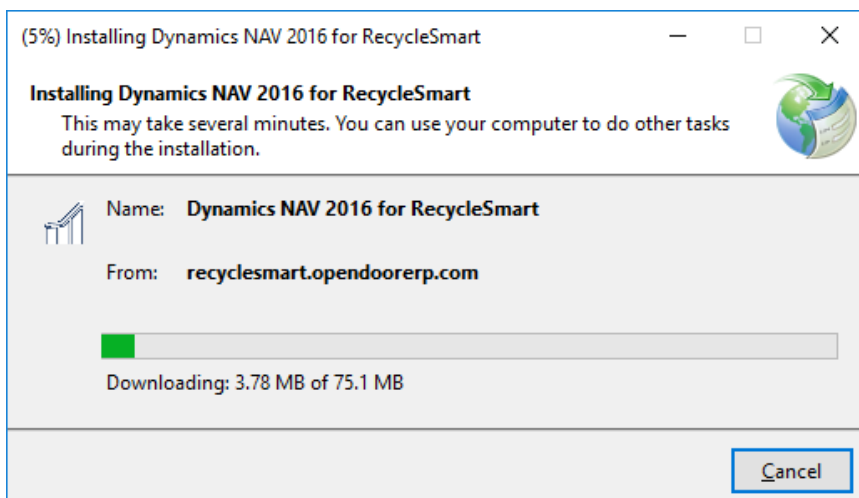 (5%) Installing Dynamics NAV 2016 for RecycleSmart
Installing Dynamics NAV 2016 for RecycleSmart
This may take several minutes. You can use your computer to do other tasks
during the installation.
Name: Dynamics NAV 2016 for RecycleSmart
From: recyclesmart.opendoorerp.com
Downloading: 3.78 MB of 75.1 MB
Cancel